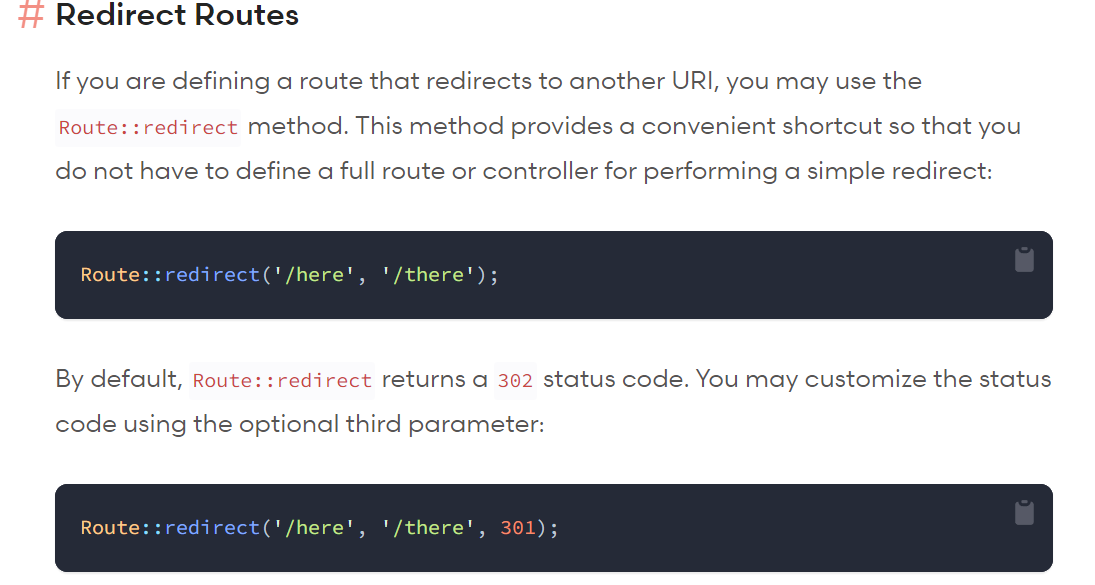 # Redirect Routes
If you are defining a route that redirects to another URI, you may use the
Route::redirect method. This method provides a convenient shortcut so that you
do not have to define a full route or controller for performing a simple redirect:
Route::redirect('/here', '/there');
By default, Route::redirect returns a 302 status code. You may customize the status
code using the optional third parameter:
Route::redirect('/here', '/there', 301);